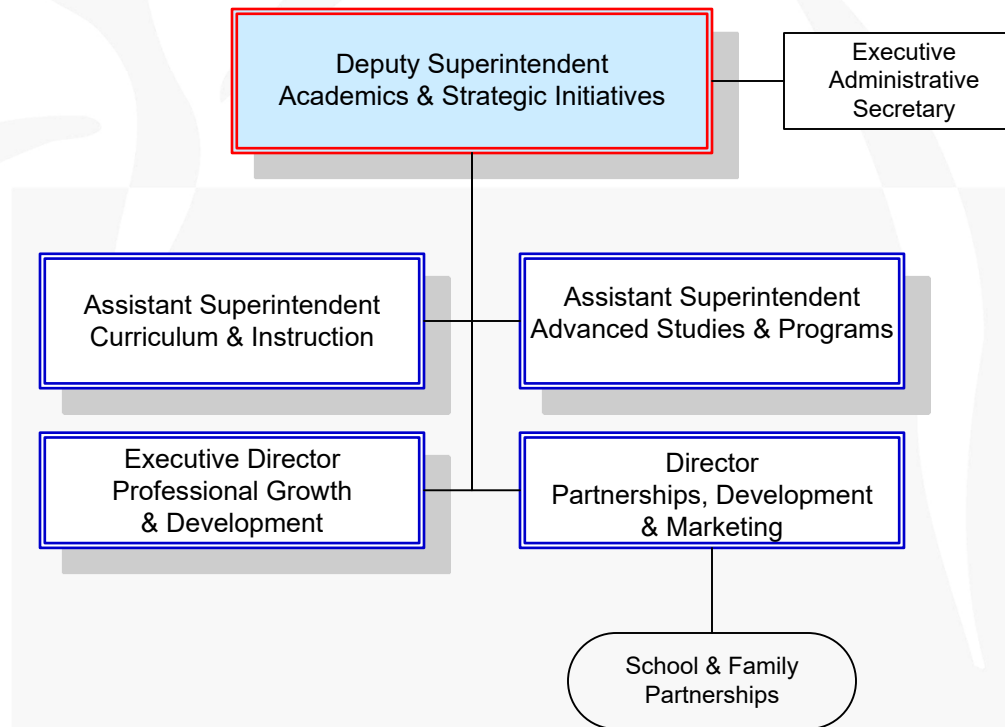 Deputy Superintendent
Academics & Strategic Initiatives
Executive
Administrative
Secretary
Assistant Superintendent
Curriculum & Instruction
Assistant Superintendent
Advanced Studies & Programs
Executive Director
Professional Growth
& Development
Director
Partnerships, Development
& Marketing
School & Family
Partnerships